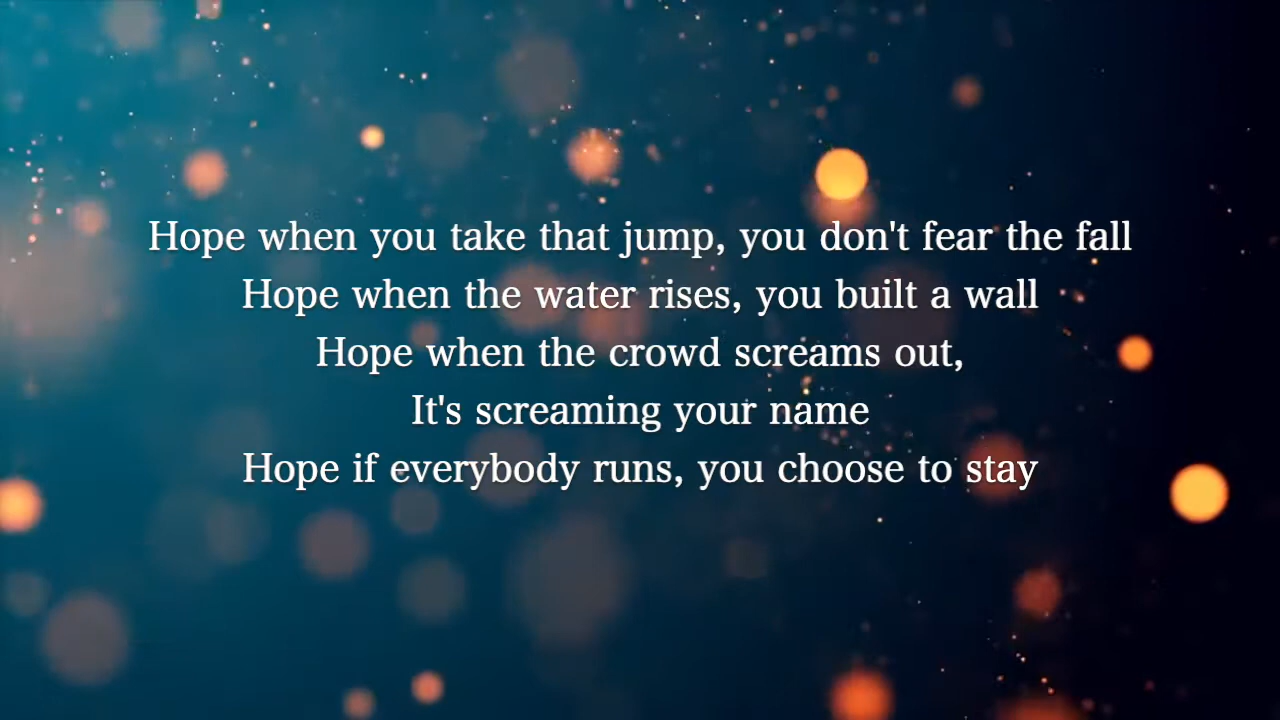 Hope when you take that jump, you don't fear the fall
Hope when the water rises, you built a wall
Hope when the crowd screams out,
It's screaming your name
Hope if everybody runs, you choose to stay